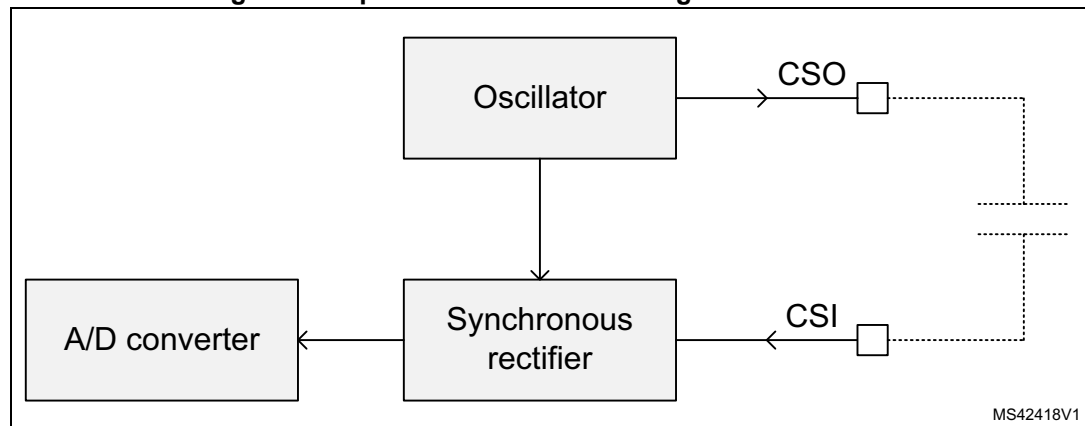 Oscillator
CSO
A/D converter
Synchronous
rectifier
CSI
MS42418V1